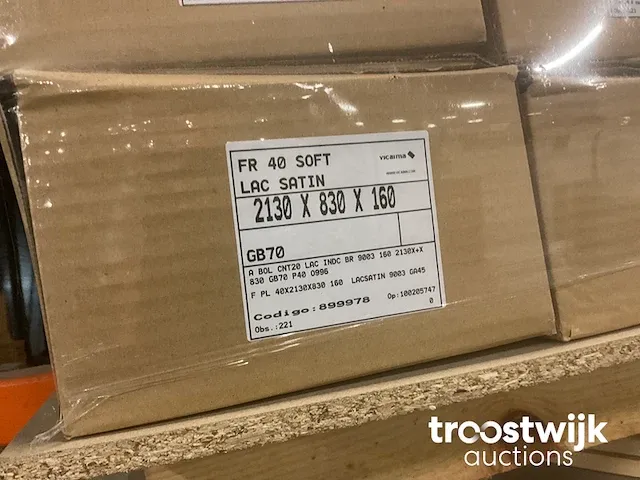 FR 40 SOFT
vicaima
LAC SATIN
2130 X 830 X 160
GB70
A BOL CNT20 LAC INDC BR 9003 160 2130X+X
830 GB70 P40 O996
F PL 40X2130X830 160 LACSATIN 9003 GA45
Codigo:899978
Op:100205747
Obs.:221
0
troostwijk
auctions